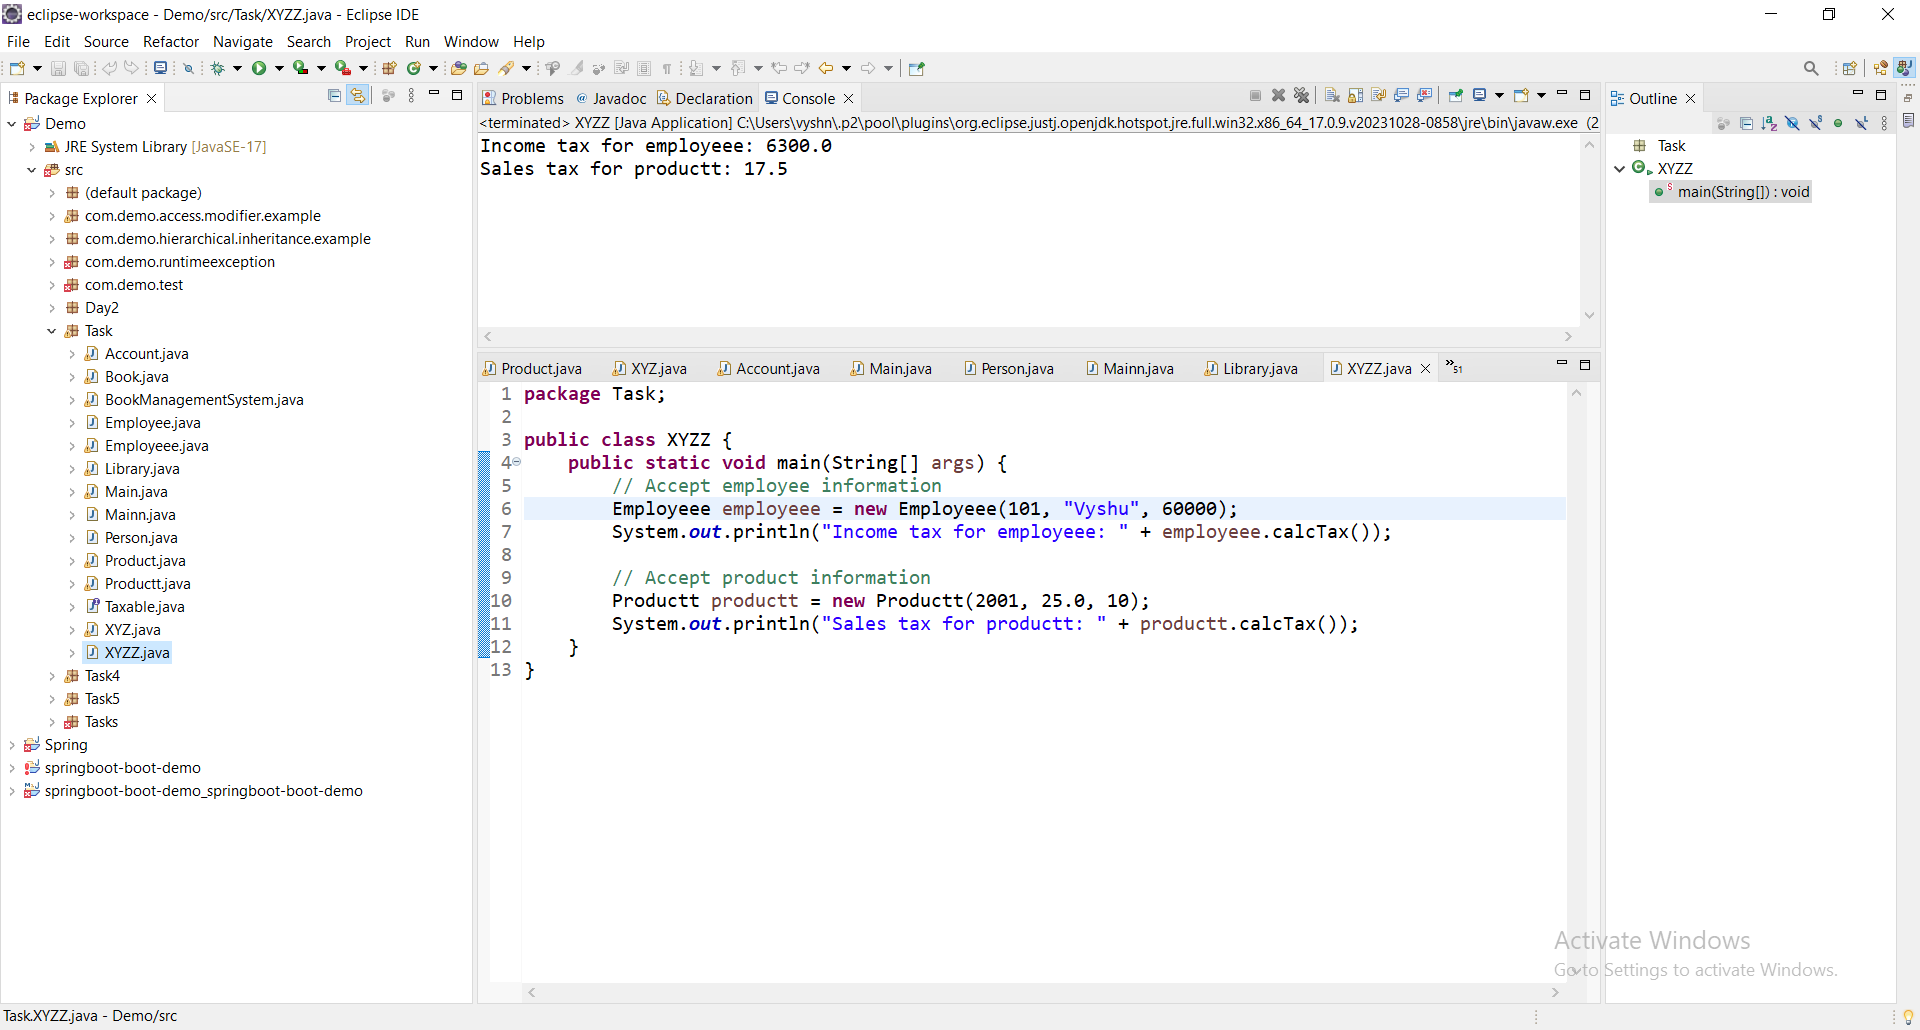 eclipse-workspace - Demo/src/Task/XYZZ.java - Eclipse IDE
File Edit Source Refactor Navigate Search Project Run Window Help
Package Explorer
Demo
JRE System Library [JavaSE-17]
src
(default package)
com.demo.access.modifier.example
com.demo.hierarchical.inheritance.example
com.demo.runtimeexception
com.demo.test
Day2
Task
Account.java
Book.java
BookManagementSystem.java
Employee.java
Employeee.java
Library.java
Main.java
Mainn.java
Person.java
Product.java
Productt.java
Taxable.java
XYZ.java
XYZZ.java
Task4
Task5
Tasks
Spring
springboot-boot-demo
springboot-boot-demo_springboot-boot-demo
Problems Javadoc Declaration Console
<terminated> XYZZ [Java Application] C:\Users\vyshn\.p2\pool\plugins\org.eclipse.justj.openjdk.hotspot.jre.full.win32.x86_64_17.0.9.v20231028-0858\jre\bin\javaw.exe (2
Income tax for employeee: 6300.0
Sales tax for productt: 17.5
Product.java XYZ.java Account.java Main.java Person.java Mainn.java Library.java XYZZ.java »51
1 package Task;
2
3 public class XYZZ {
4 public static void main(String[] args) {
5 // Accept employee information
6 Employeee employeee = new Employeee(101, "Vyshu", 60000);
7 System.out.println("Income tax for employeee: " + employeee.calcTax());
8
9 // Accept product information
10 Productt productt = new Productt(2001, 25.0, 10);
11 System.out.println("Sales tax for productt: " + productt.calcTax());
12 }
13 }
Outline
Task
XYZZ
main(String[]) : void
Activate Windows
Go to Settings to activate Windows.
Task.XYZZ.java - Demo/src